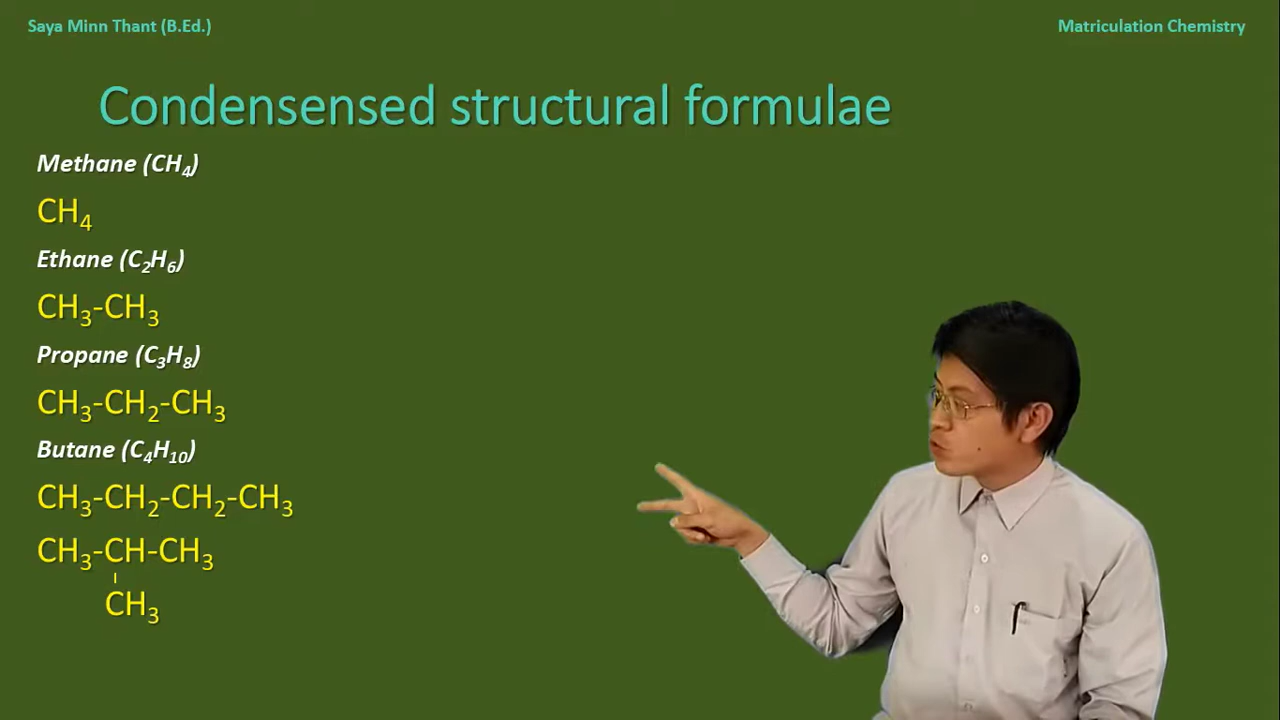 Saya Minn Thant (B.Ed.)
Matriculation Chemistry
Condensensed structural formulae
Methane (CH₄)
CH₄
Ethane (C₂H₆)
CH₃-CH₃
Propane (C₃H₈)
CH₃-CH₂-CH₃
Butane (C₄H₁₀)
CH₃-CH₂-CH₂-CH₃
CH₃-CH-CH₃
CH₃